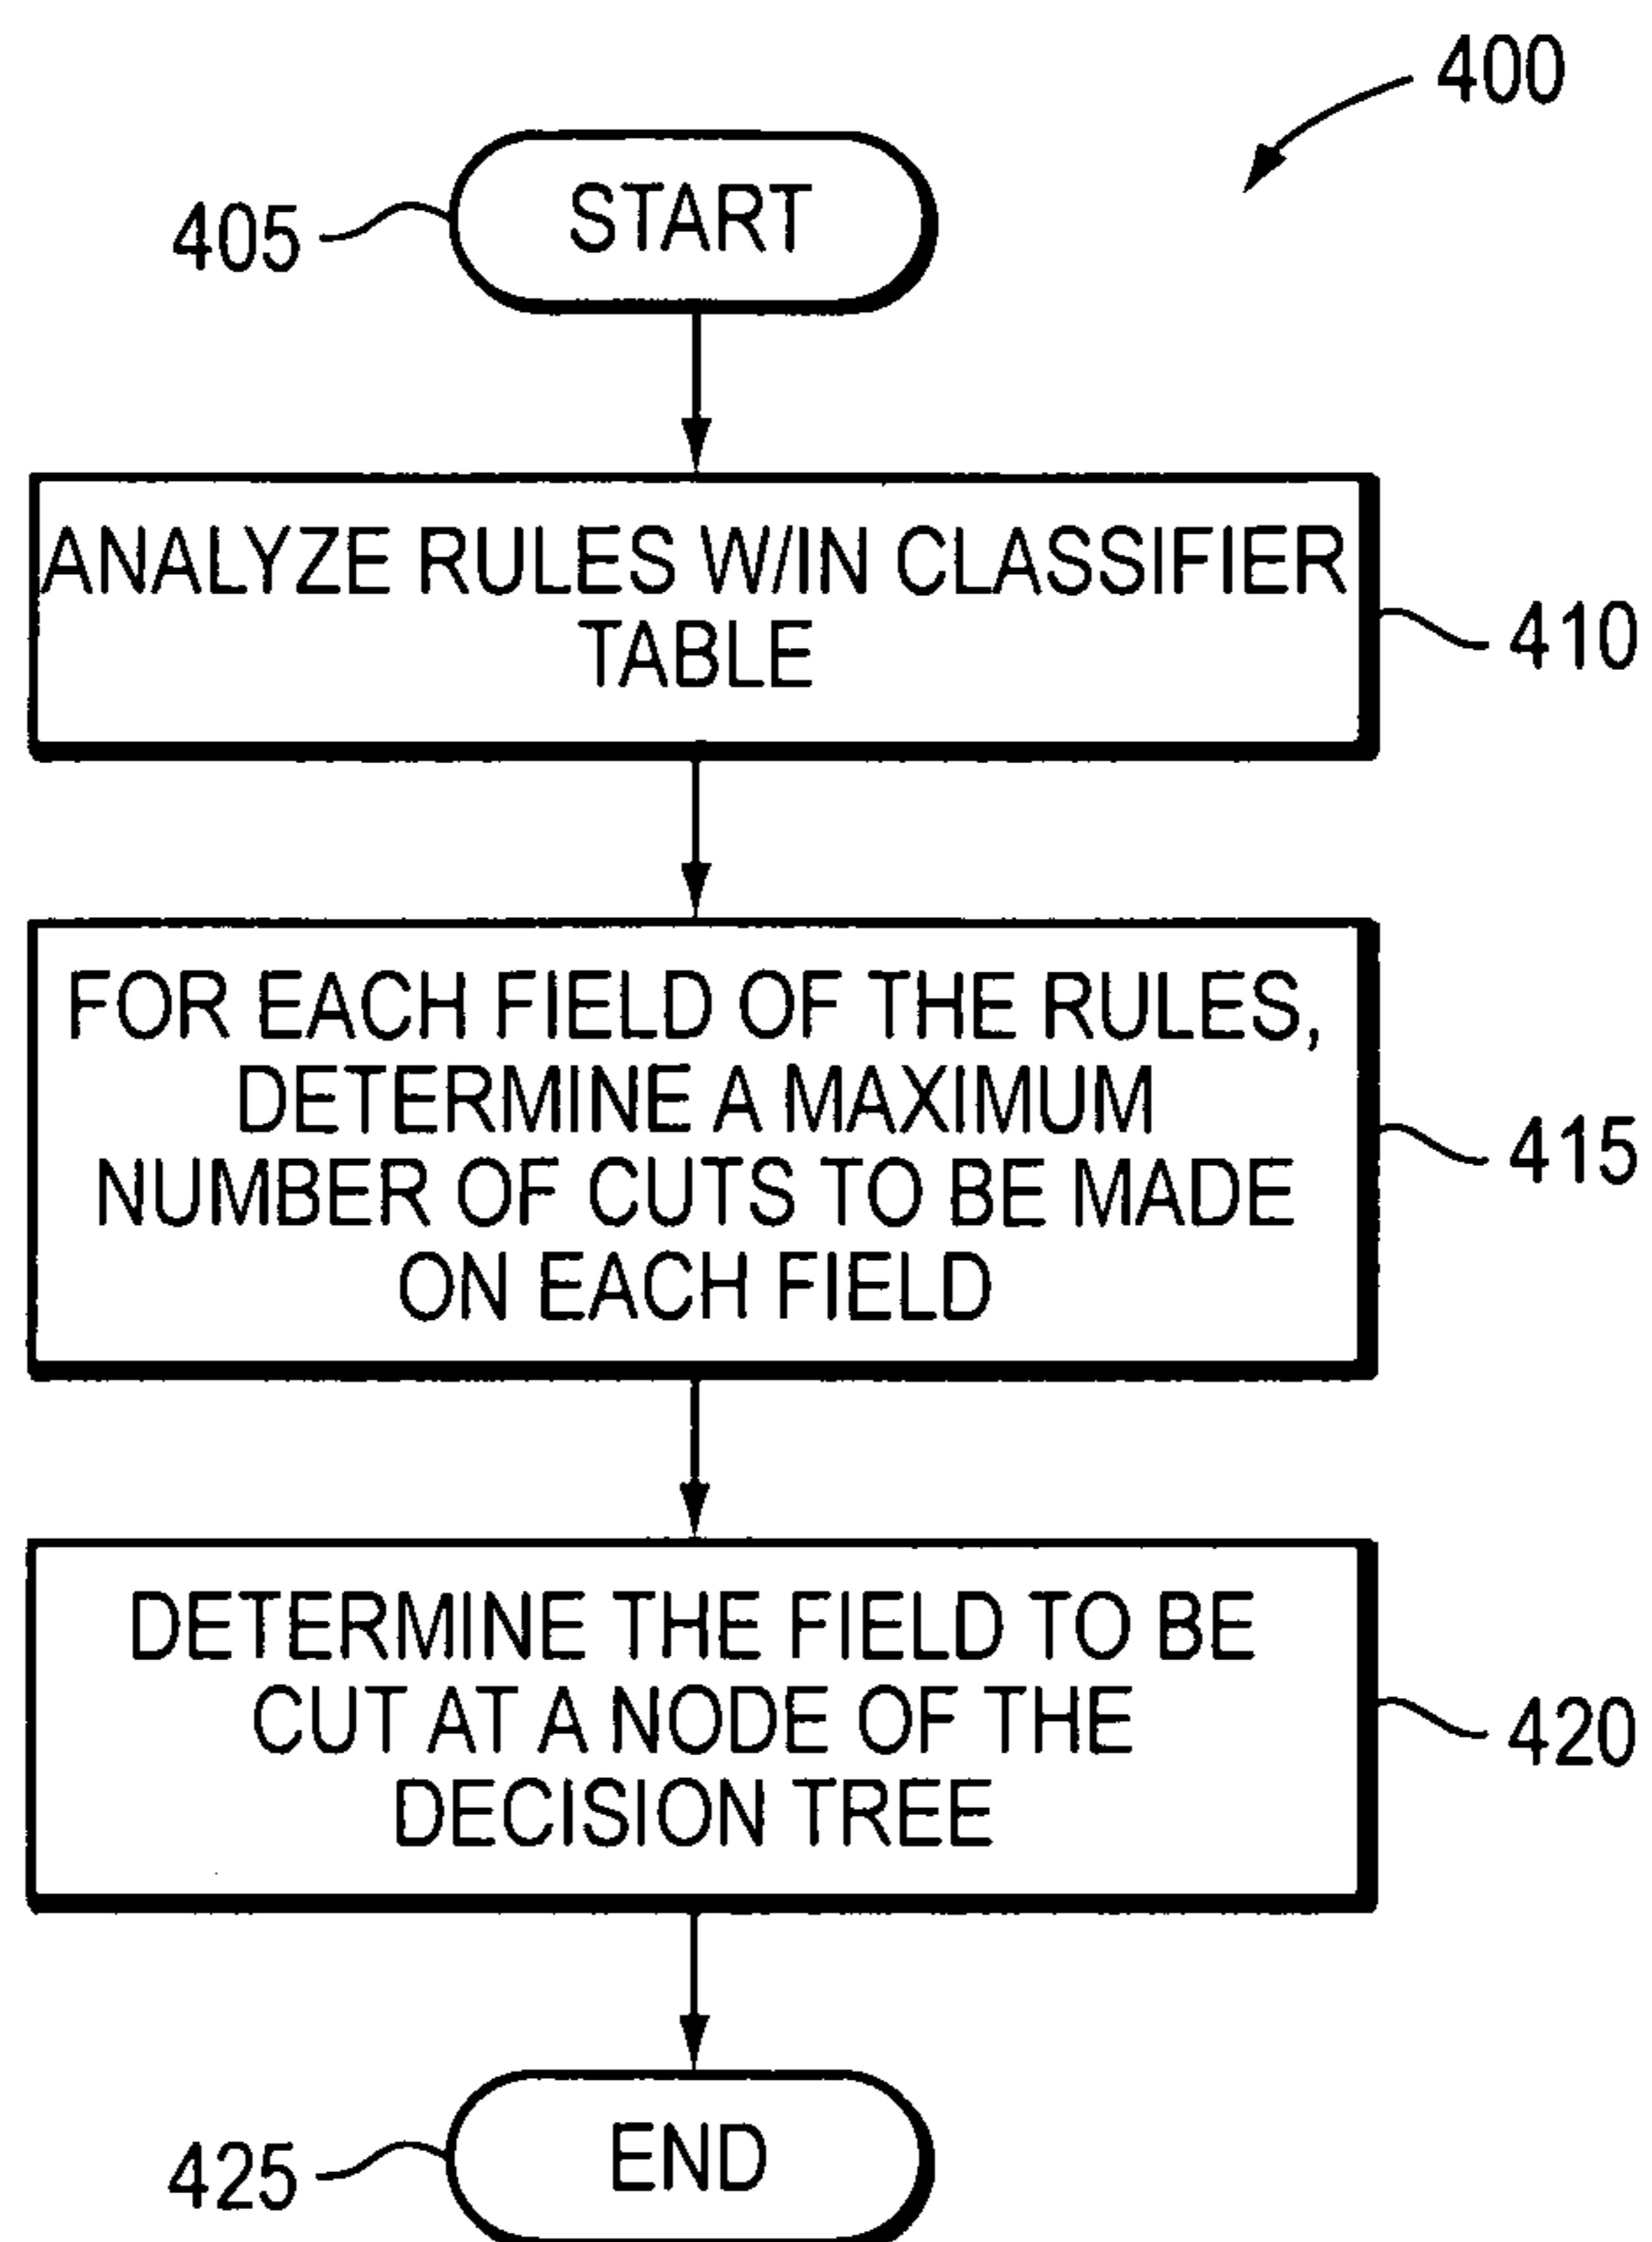 400
405
START
ANALYZE RULES W/IN CLASSIFIER
TABLE
410
FOR EACH FIELD OF THE RULES,
DETERMINE A MAXIMUM
NUMBER OF CUTS TO BE MADE
ON EACH FIELD
415
DETERMINE THE FIELD TO BE
CUT AT A NODE OF THE
DECISION TREE
420
425
END